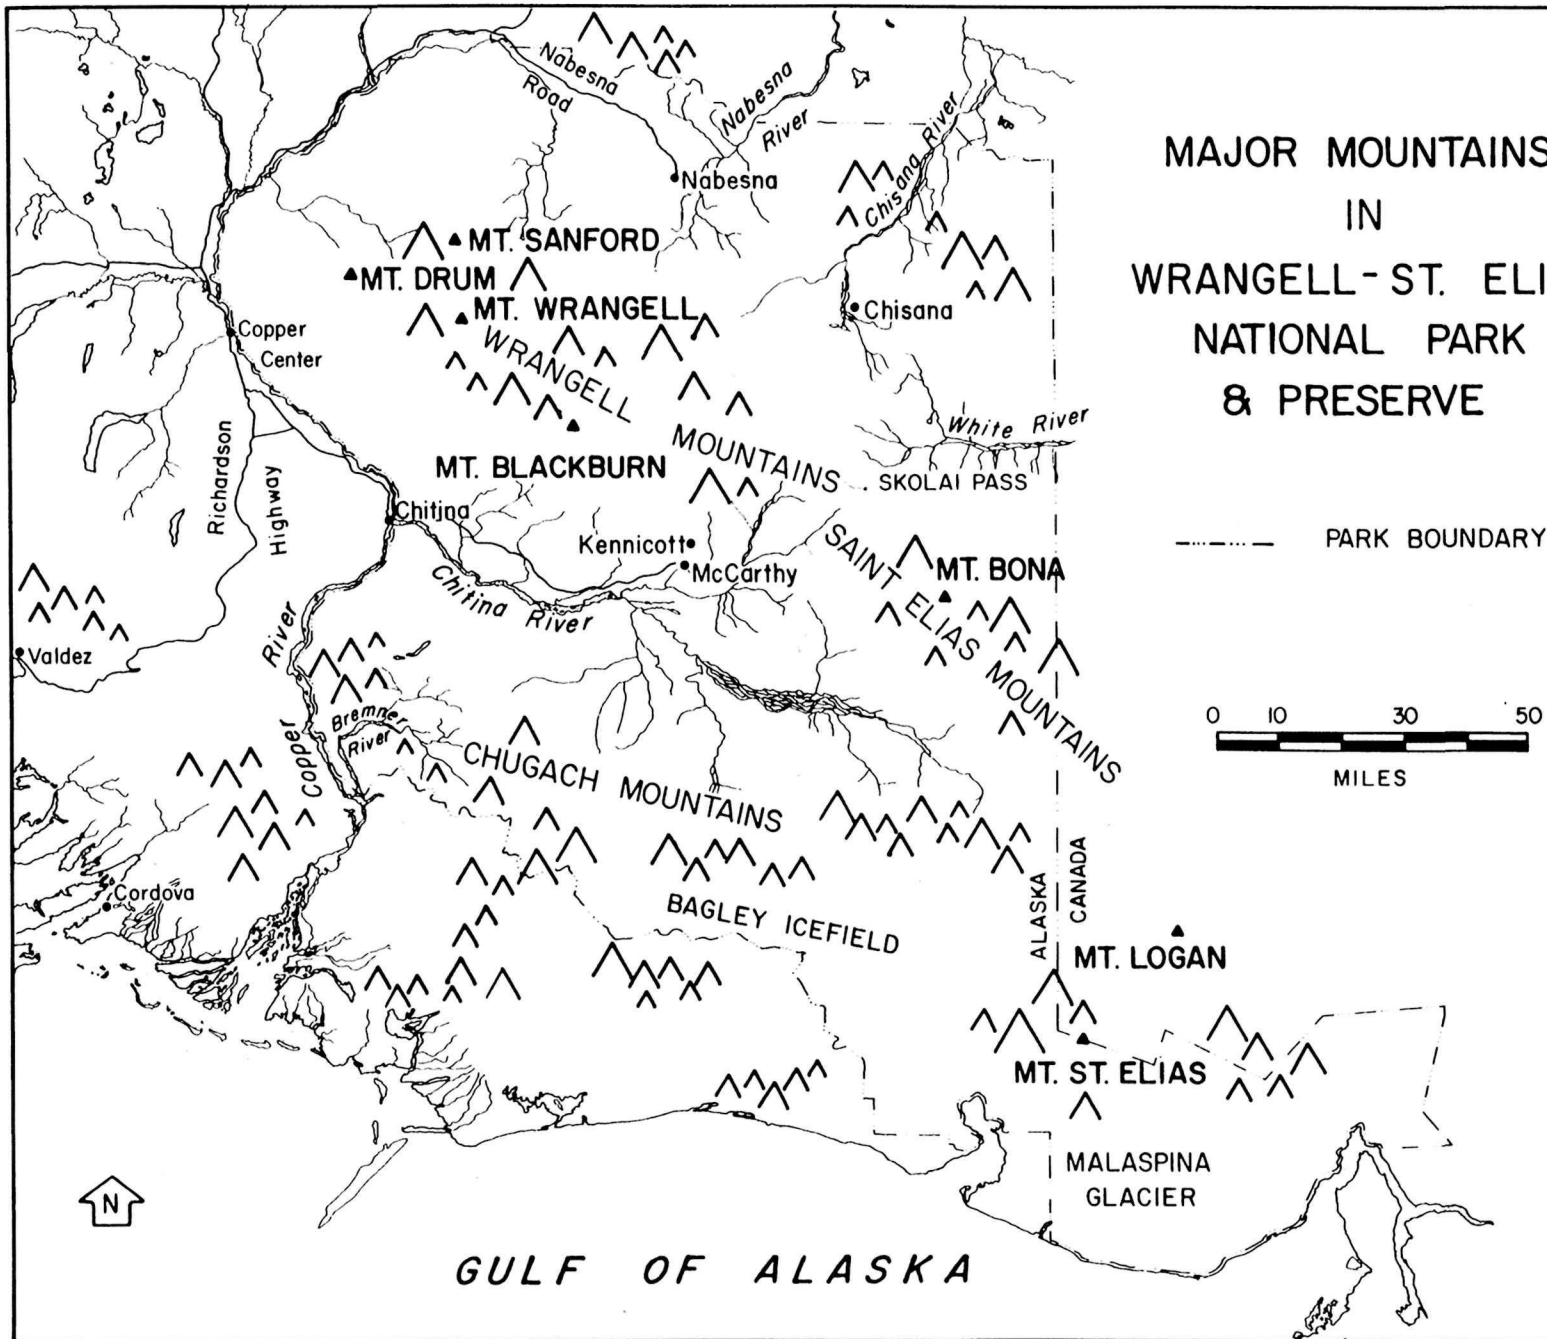 MAJOR MOUNTAINS
IN
WRANGELL-ST. ELI
NATIONAL PARK
& PRESERVE
PARK BOUNDARY
0 10 30 50
MILES
Nabesna
Road
Nabesna
River
Nabesna
Chisana River
Chisana
MT. SANFORD
MT. DRUM
MT. WRANGELL
WRANGELL
MOUNTAINS
Copper
Center
Richardson
Highway
MT. BLACKBURN
White River
SKOLAI PASS
Chitina
Kennicott
McCarthy
Chitina River
SAINT ELIAS MOUNTAINS
MT. BONA
Valdez
Copper
River
Bremner
River
CHUGACH MOUNTAINS
Cordova
BAGLEY ICEFIELD
ALASKA
CANADA
MT. LOGAN
MT. ST. ELIAS
MALASPINA
GLACIER
N
GULF OF ALASKA